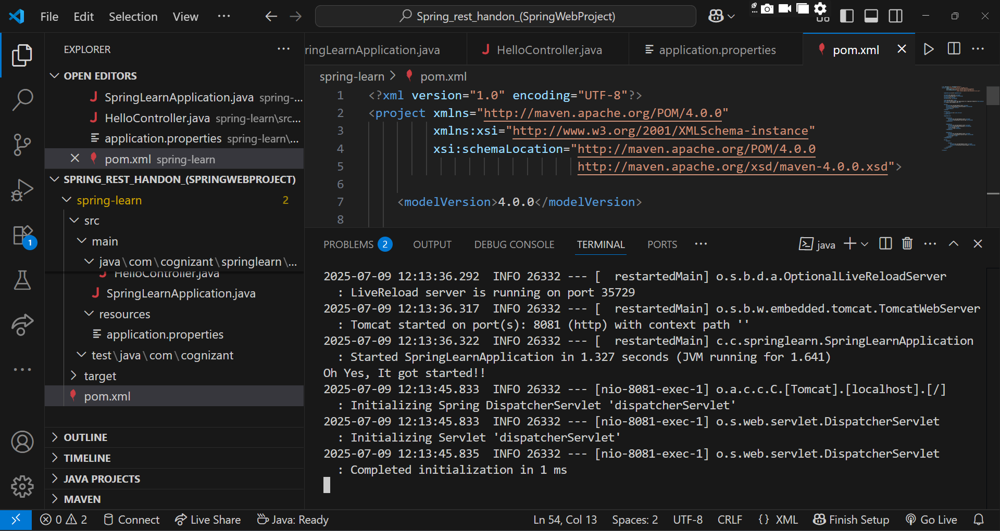 File Edit Selection View ···
Spring_rest_handon_(SpringWebProject)
EXPLORER
OPEN EDITORS
SpringLearnApplication.java spring-...
HelloController.java spring-learn\src...
application.properties spring-learn\...
pom.xml spring-learn
SPRING_REST_HANDON_(SPRINGWEBPROJECT)
spring-learn 2
src
main
java\com\cognizant\springlearn\...
HelloController.java
SpringLearnApplication.java
resources
application.properties
test\java\com\cognizant
target
pom.xml
OUTLINE
TIMELINE
JAVA PROJECTS
MAVEN
1
ringLearnApplication.java HelloController.java application.properties pom.xml
spring-learn > pom.xml
1 <?xml version="1.0" encoding="UTF-8"?>
2 <project xmlns="http://maven.apache.org/POM/4.0.0"
3 xmlns:xsi="http://www.w3.org/2001/XMLSchema-instance"
4 xsi:schemaLocation="http://maven.apache.org/POM/4.0.0
5 http://maven.apache.org/xsd/maven-4.0.0.xsd">
6
7 <modelVersion>4.0.0</modelVersion>
8
PROBLEMS 2 OUTPUT DEBUG CONSOLE TERMINAL PORTS ··· java
2025-07-09 12:13:36.292 INFO 26332 --- [ restartedMain] o.s.b.d.a.OptionalLiveReloadServer
: LiveReload server is running on port 35729
2025-07-09 12:13:36.317 INFO 26332 --- [ restartedMain] o.s.b.w.embedded.tomcat.TomcatWebServer
: Tomcat started on port(s): 8081 (http) with context path ''
2025-07-09 12:13:36.322 INFO 26332 --- [ restartedMain] c.c.springlearn.SpringLearnApplication
: Started SpringLearnApplication in 1.327 seconds (JVM running for 1.641)
Oh Yes, It got started!!
2025-07-09 12:13:45.833 INFO 26332 --- [nio-8081-exec-1] o.a.c.c.C.[Tomcat].[localhost].[/]
: Initializing Spring DispatcherServlet 'dispatcherServlet'
2025-07-09 12:13:45.833 INFO 26332 --- [nio-8081-exec-1] o.s.web.servlet.DispatcherServlet
: Initializing Servlet 'dispatcherServlet'
2025-07-09 12:13:45.835 INFO 26332 --- [nio-8081-exec-1] o.s.web.servlet.DispatcherServlet
: Completed initialization in 1 ms
0 2 Connect Live Share Java: Ready Ln 54, Col 13 Spaces: 2 UTF-8 CRLF {} XML Finish Setup Go Live